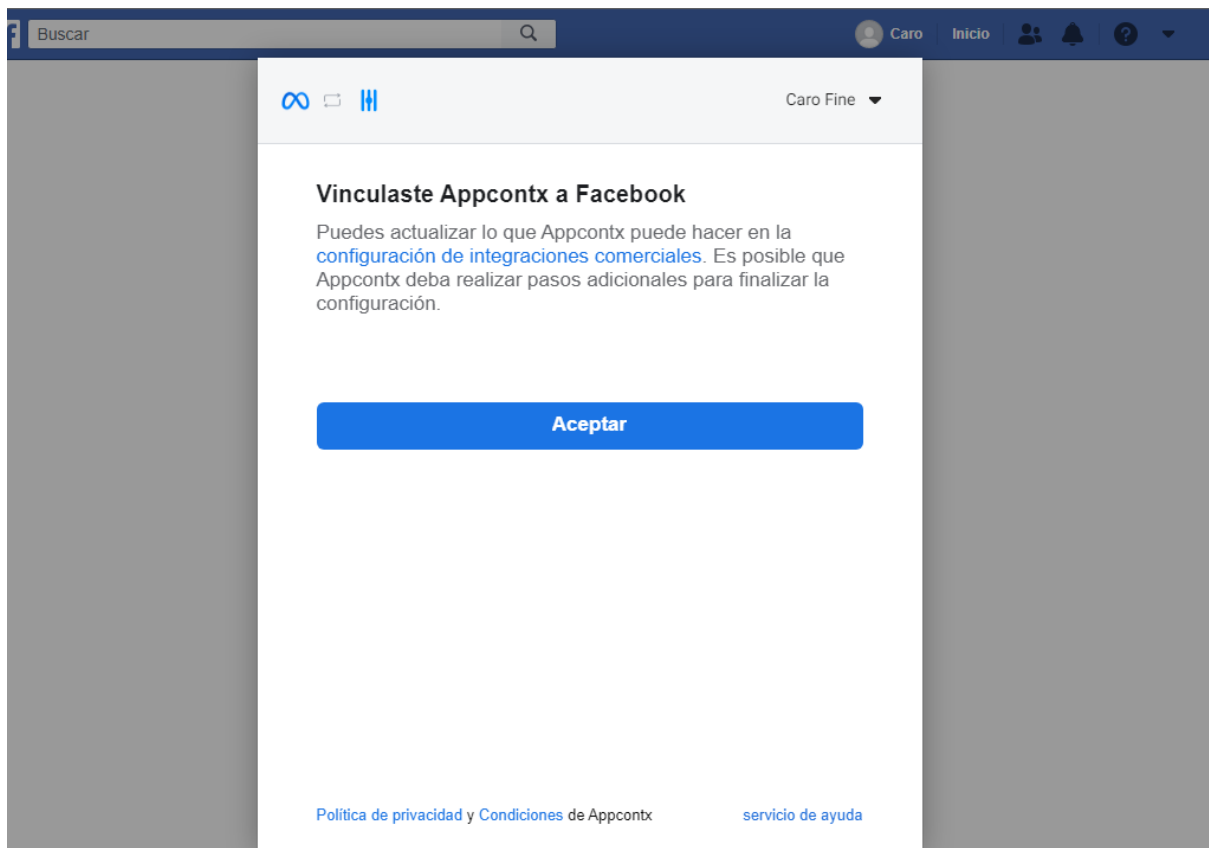 f Buscar Caro Inicio ?
Caro Fine
Vinculaste Appcontx a Facebook
Puedes actualizar lo que Appcontx puede hacer en la
configuración de integraciones comerciales. Es posible que
Appcontx deba realizar pasos adicionales para finalizar la
configuración.
Aceptar
Política de privacidad y Condiciones de Appcontx servicio de ayuda